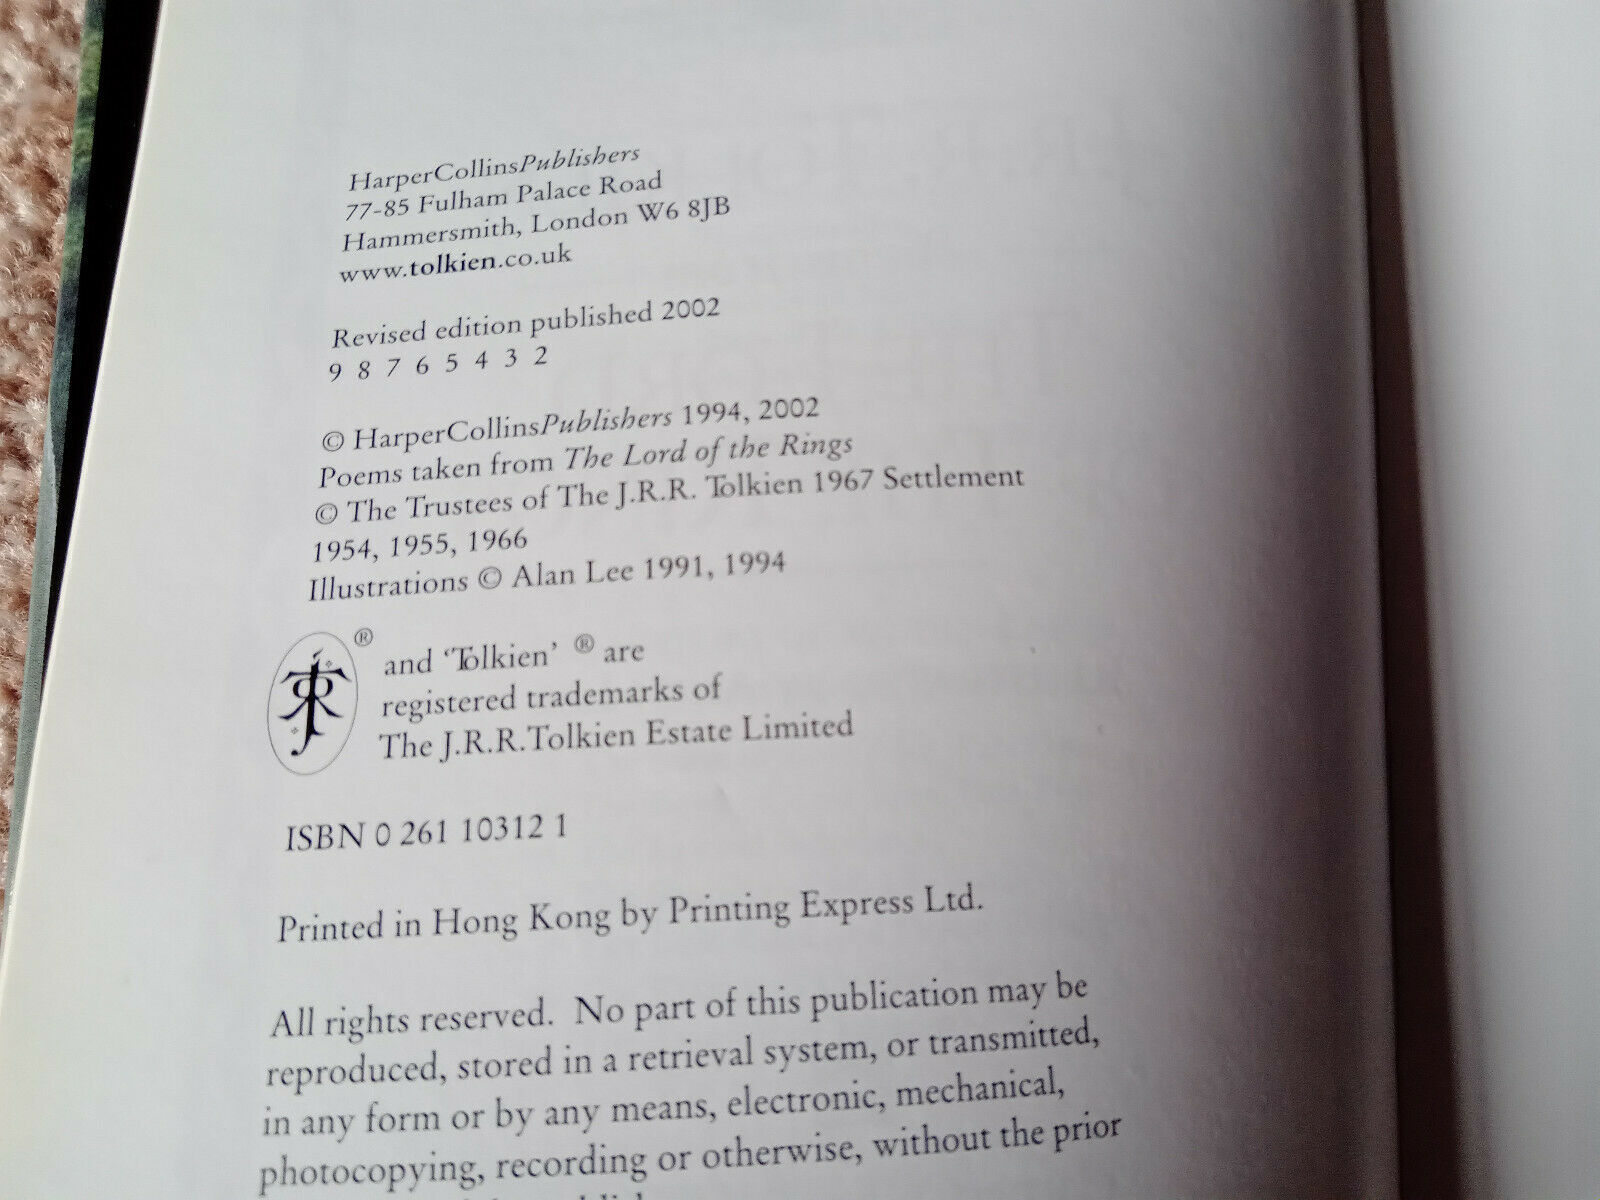 HarperCollinsPublishers
77-85 Fulham Palace Road
Hammersmith, London W6 8JB
www.tolkien.co.uk
Revised edition published 2002
9 8 7 6 5 4 3 2
© HarperCollinsPublishers 1994, 2002
Poems taken from The Lord of the Rings
© The Trustees of The J.R.R. Tolkien 1967 Settlement
1954, 1955, 1966
Illustrations © Alan Lee 1991, 1994
® and ‘Tolkien’ ® are
registered trademarks of
The J.R.R.Tolkien Estate Limited
ISBN 0 261 10312 1
Printed in Hong Kong by Printing Express Ltd.
All rights reserved. No part of this publication may be
reproduced, stored in a retrieval system, or transmitted,
in any form or by any means, electronic, mechanical,
photocopying, recording or otherwise, without the prior